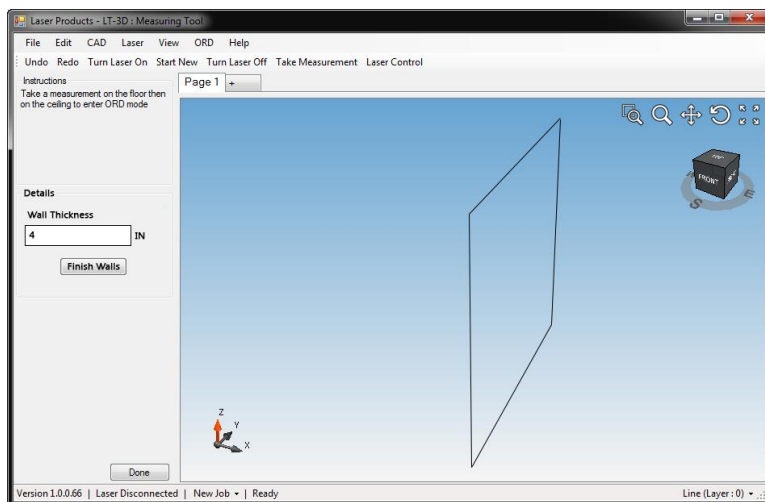 Laser Products - LT-3D : Measuring Tool
File Edit CAD Laser View ORD Help
Undo Redo Turn Laser On Start New Turn Laser Off Take Measurement Laser Control
Instructions
Take a measurement on the floor then
on the ceiling to enter ORD mode
Page 1 +
Details
Wall Thickness
4 IN
Finish Walls
FRONT
S E
Z
Y
X
Done
Version 1.0.0.66 | Laser Disconnected | New Job | Ready Line (Layer : 0)